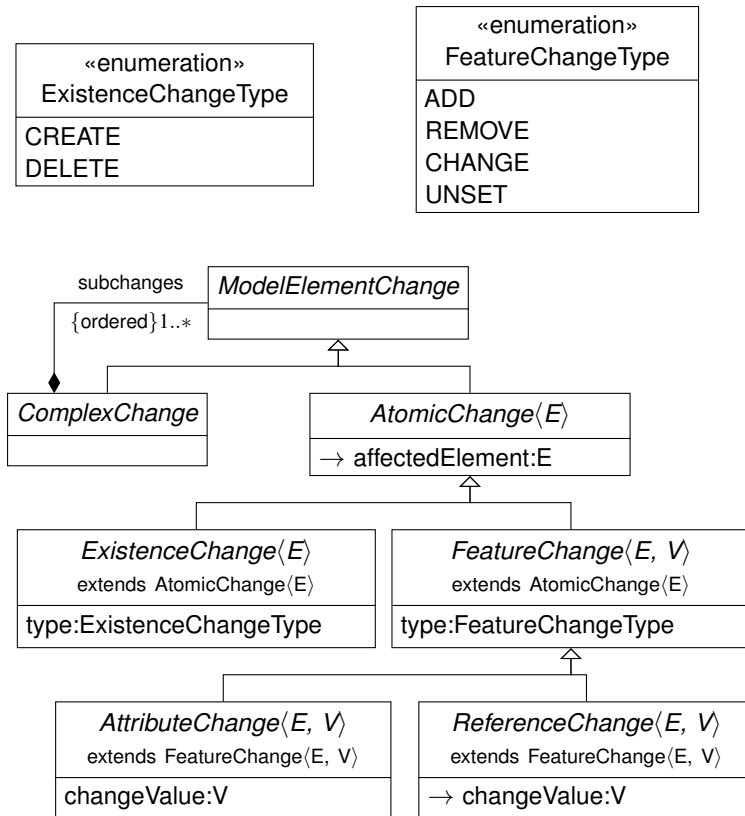 «enumeration»
ExistenceChangeType
CREATE
DELETE
«enumeration»
FeatureChangeType
ADD
REMOVE
CHANGE
UNSET
subchanges
{ordered}1..*
ModelElementChange
ComplexChange
AtomicChange⟨E⟩
→ affectedElement:E
ExistenceChange⟨E⟩
extends AtomicChange⟨E⟩
type:ExistenceChangeType
FeatureChange⟨E, V⟩
extends AtomicChange⟨E⟩
type:FeatureChangeType
AttributeChange⟨E, V⟩
extends FeatureChange⟨E, V⟩
changeValue:V
ReferenceChange⟨E, V⟩
extends FeatureChange⟨E, V⟩
→ changeValue:V